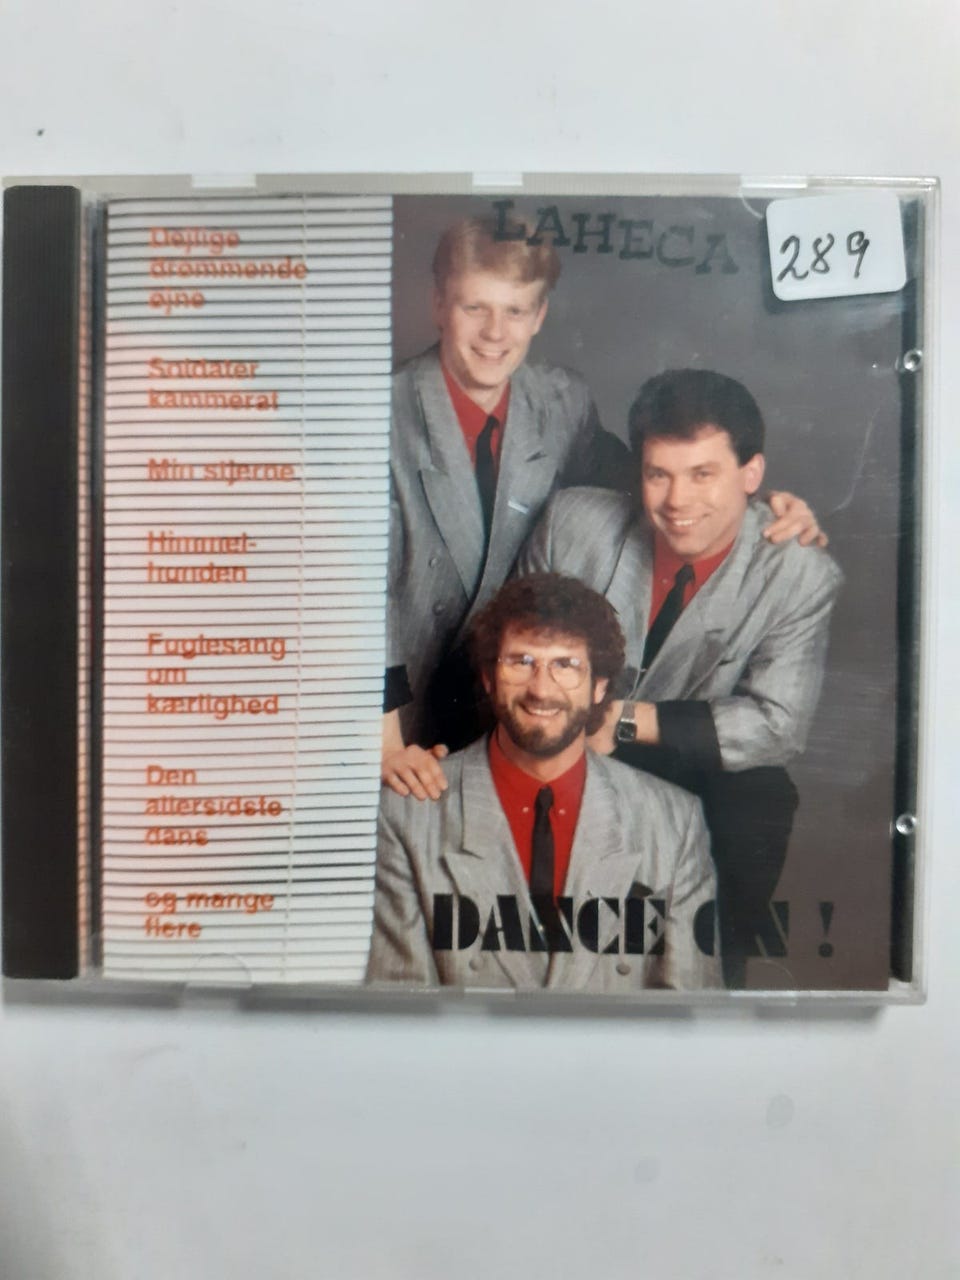 Dejlige
drømmende
øjne
Soldater
kammerat
Min stjerne
Himmel-
hunden
Fuglesang
om
kærlighed
Den
allersidste
dans
og mange
flere
LAHECA
289
DANCE ON !